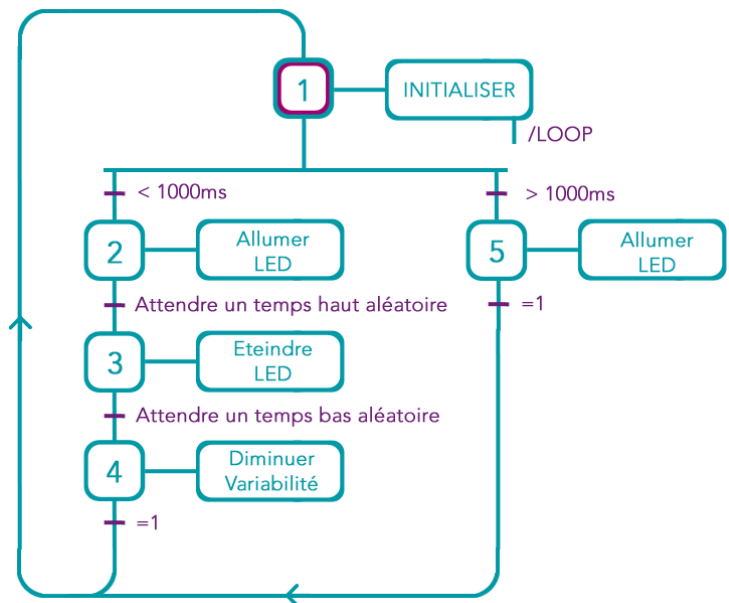 1
INITIALISER
/LOOP
< 1000ms
> 1000ms
2
Allumer
LED
5
Allumer
LED
Attendre un temps haut aléatoire
=1
3
Eteindre
LED
Attendre un temps bas aléatoire
4
Diminuer
Variabilité
=1